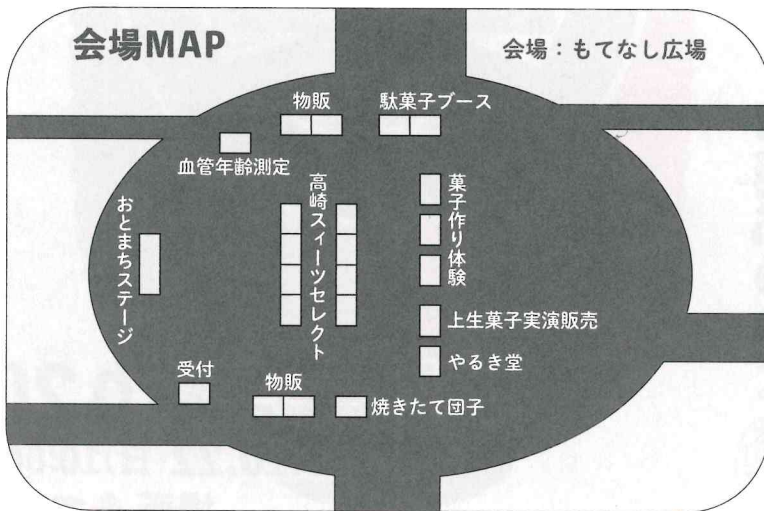 会場MAP
会場：もてなし広場
物販
駄菓子ブース
血管年齢測定
高崎スィーツセレクト
菓子作り体験
おとまちステージ
上生菓子実演販売
やるき堂
受付
物販
焼きたて団子